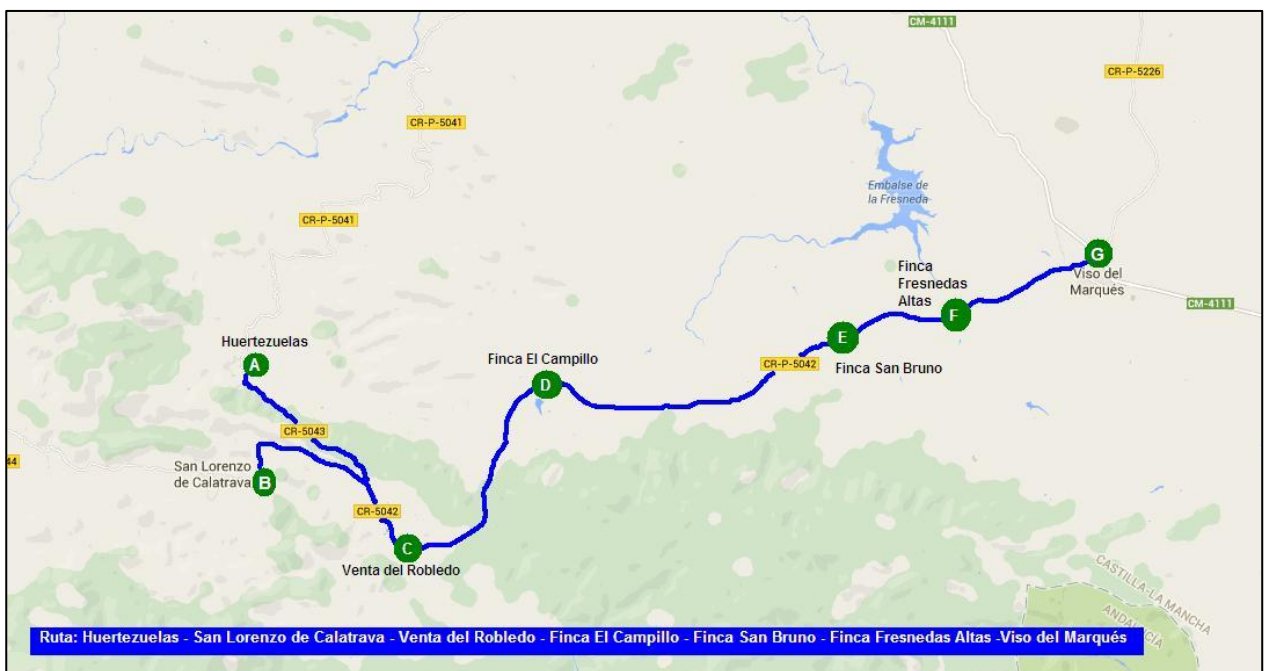 CM-4111
CR-P-5226
CR-P-5041
Embalse de
la Fresneda
CR-P-5041
G
Finca
Fresnedas
Altas
Viso del
Marqués
CM-4111
F
Huertezuelas
E
A
Finca El Campillo
CR-P-5042
Finca San Bruno
D
CR-5043
44
San Lorenzo
de Calatrava
B
CR-5042
C
Venta del Robledo
CASTILLA-LA MANCHA
ANDALUCÍA
Ruta: Huertezuelas - San Lorenzo de Calatrava - Venta del Robledo - Finca El Campillo - Finca San Bruno - Finca Fresnedas Altas -Viso del Marqués